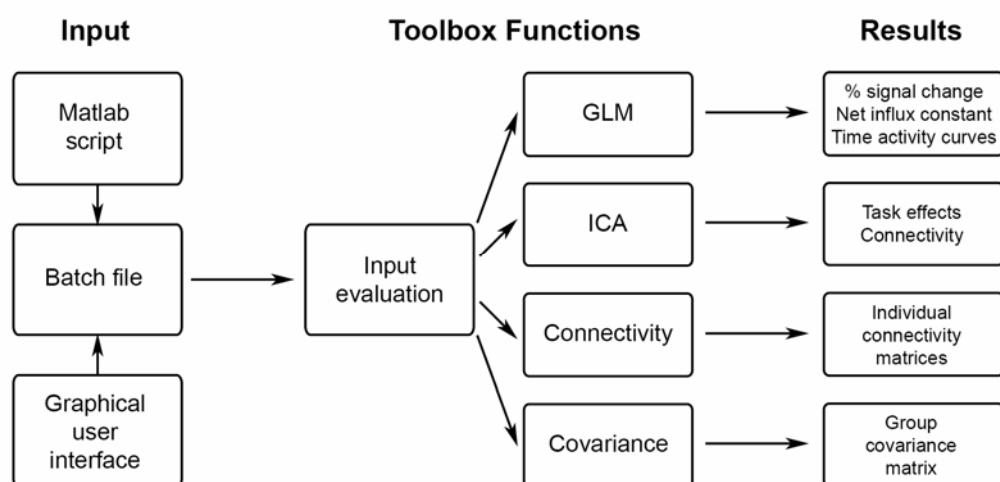 Input
Toolbox Functions
Results
Matlab
script
Batch file
Graphical
user
interface
Input
evaluation
GLM
ICA
Connectivity
Covariance
% signal change
Net influx constant
Time activity curves
Task effects
Connectivity
Individual
connectivity
matrices
Group
covariance
matrix